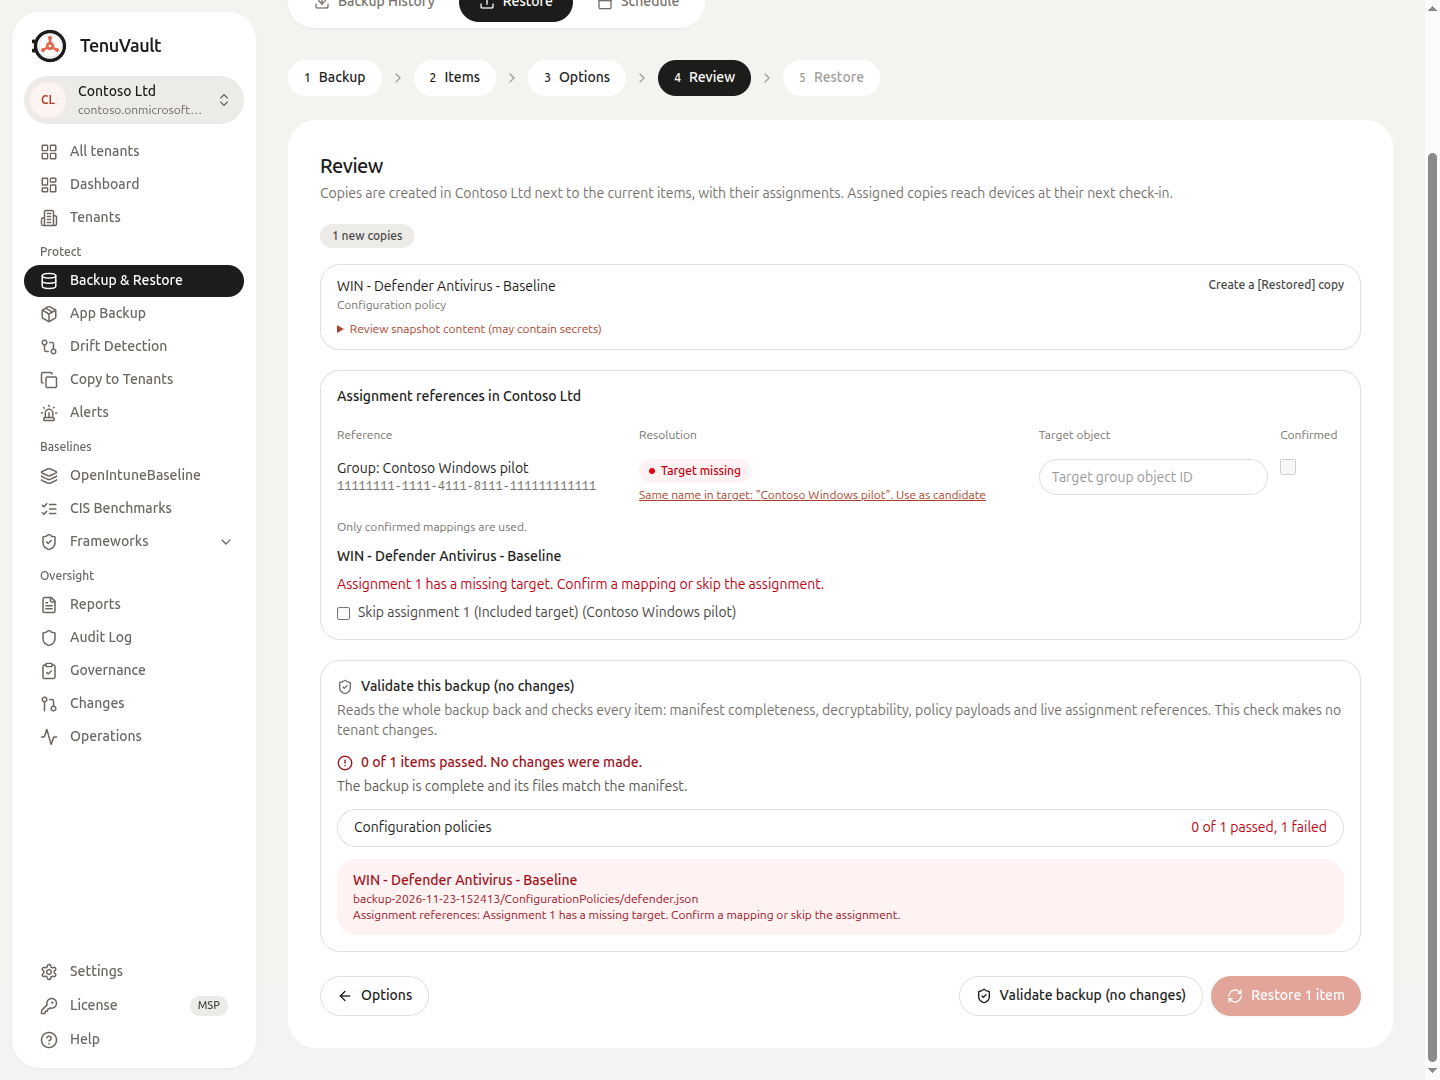 TenuVault
CL
Contoso Ltd
contoso.onmicrosoft...
All tenants
Dashboard
Tenants
Protect
Backup & Restore
App Backup
Drift Detection
Copy to Tenants
Alerts
Baselines
OpenIntuneBaseline
CIS Benchmarks
Frameworks
Oversight
Reports
Audit Log
Governance
Changes
Operations
Settings
License MSP
Help
Backup History
Restore
Schedule
1 Backup
2 Items
3 Options
4 Review
5 Restore
Review
Copies are created in Contoso Ltd next to the current items, with their assignments. Assigned copies reach devices at their next check-in.
1 new copies
WIN - Defender Antivirus - Baseline
Create a [Restored] copy
Configuration policy
Review snapshot content (may contain secrets)
Assignment references in Contoso Ltd
Reference Resolution Target object Confirmed
Group: Contoso Windows pilot
11111111-1111-4111-8111-111111111111
Target missing
Same name in target: "Contoso Windows pilot". Use as candidate
Target group object ID
Only confirmed mappings are used.
WIN - Defender Antivirus - Baseline
Assignment 1 has a missing target. Confirm a mapping or skip the assignment.
Skip assignment 1 (Included target) (Contoso Windows pilot)
Validate this backup (no changes)
Reads the whole backup back and checks every item: manifest completeness, decryptability, policy payloads and live assignment references. This check makes no
tenant changes.
0 of 1 items passed. No changes were made.
The backup is complete and its files match the manifest.
Configuration policies
0 of 1 passed, 1 failed
WIN - Defender Antivirus - Baseline
backup-2026-11-23-152413/ConfigurationPolicies/defender.json
Assignment references: Assignment 1 has a missing target. Confirm a mapping or skip the assignment.
Options
Validate backup (no changes)
Restore 1 item